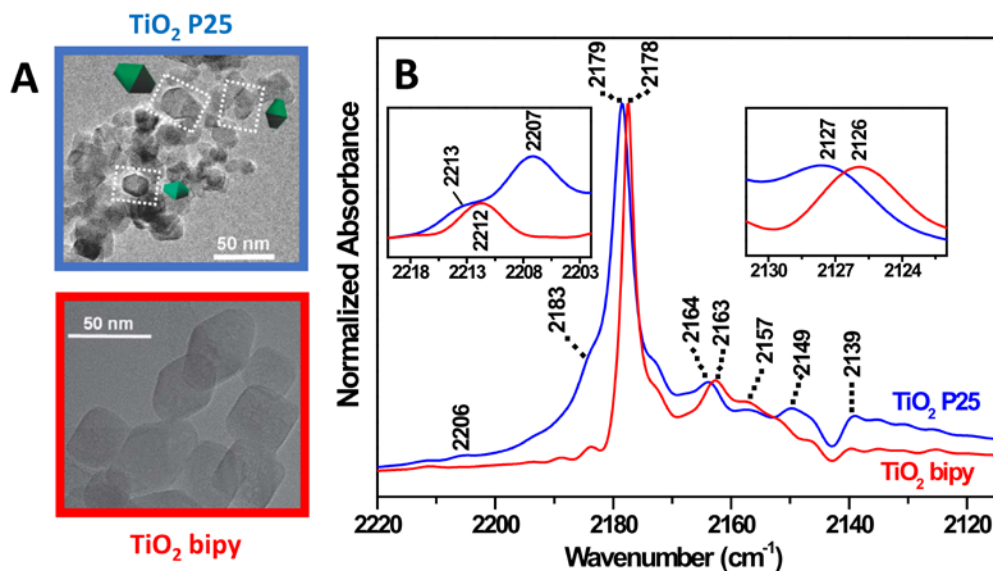 TiO2 P25
A
50 nm
50 nm
TiO2 bipy
B
2179
2178
2213
2207
2212
2218 2213 2208 2203
2127
2126
2130 2127 2124
2183
2206
2164
2163
2157
2149
2139
TiO2 P25
TiO2 bipy
Normalized Absorbance
2220 2200 2180 2160 2140 2120
Wavenumber (cm-1)